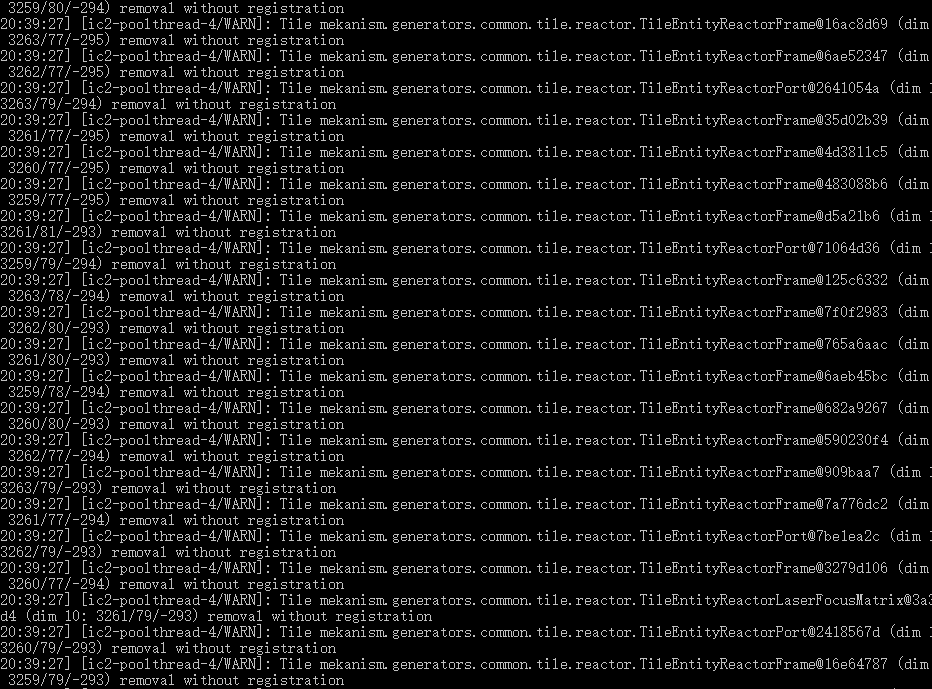 3259/80/-294) removal without registration
20:39:27] [ic2-poolthread-4/WARN]: Tile mekanism.generators.common.tile.reactor.TileEntityReactorFrame@16ac8d69 (dim
3263/77/-295) removal without registration
20:39:27] [ic2-poolthread-4/WARN]: Tile mekanism.generators.common.tile.reactor.TileEntityReactorFrame@6ae52347 (dim
3262/77/-295) removal without registration
20:39:27] [ic2-poolthread-4/WARN]: Tile mekanism.generators.common.tile.reactor.TileEntityReactorPort@2641054a (dim 1
3263/79/-294) removal without registration
20:39:27] [ic2-poolthread-4/WARN]: Tile mekanism.generators.common.tile.reactor.TileEntityReactorFrame@35d02b39 (dim
3261/77/-295) removal without registration
20:39:27] [ic2-poolthread-4/WARN]: Tile mekanism.generators.common.tile.reactor.TileEntityReactorFrame@4d3811c5 (dim
3260/77/-295) removal without registration
20:39:27] [ic2-poolthread-4/WARN]: Tile mekanism.generators.common.tile.reactor.TileEntityReactorFrame@483088b6 (dim
3259/77/-295) removal without registration
20:39:27] [ic2-poolthread-4/WARN]: Tile mekanism.generators.common.tile.reactor.TileEntityReactorFrame@d5a21b6 (dim 1
3261/81/-293) removal without registration
20:39:27] [ic2-poolthread-4/WARN]: Tile mekanism.generators.common.tile.reactor.TileEntityReactorPort@71064d36 (dim 1
3259/79/-294) removal without registration
20:39:27] [ic2-poolthread-4/WARN]: Tile mekanism.generators.common.tile.reactor.TileEntityReactorFrame@125c6332 (dim
3263/78/-294) removal without registration
20:39:27] [ic2-poolthread-4/WARN]: Tile mekanism.generators.common.tile.reactor.TileEntityReactorFrame@7f0f2983 (dim
3262/80/-293) removal without registration
20:39:27] [ic2-poolthread-4/WARN]: Tile mekanism.generators.common.tile.reactor.TileEntityReactorFrame@765a6aac (dim
3261/80/-293) removal without registration
20:39:27] [ic2-poolthread-4/WARN]: Tile mekanism.generators.common.tile.reactor.TileEntityReactorFrame@6aeb45bc (dim
3259/78/-294) removal without registration
20:39:27] [ic2-poolthread-4/WARN]: Tile mekanism.generators.common.tile.reactor.TileEntityReactorFrame@682a9267 (dim
3260/80/-293) removal without registration
20:39:27] [ic2-poolthread-4/WARN]: Tile mekanism.generators.common.tile.reactor.TileEntityReactorFrame@590230f4 (dim
3262/77/-294) removal without registration
20:39:27] [ic2-poolthread-4/WARN]: Tile mekanism.generators.common.tile.reactor.TileEntityReactorFrame@909baa7 (dim 1
3263/79/-293) removal without registration
20:39:27] [ic2-poolthread-4/WARN]: Tile mekanism.generators.common.tile.reactor.TileEntityReactorFrame@7a776dc2 (dim
3261/77/-294) removal without registration
20:39:27] [ic2-poolthread-4/WARN]: Tile mekanism.generators.common.tile.reactor.TileEntityReactorPort@7be1ea2c (dim 1
3262/79/-293) removal without registration
20:39:27] [ic2-poolthread-4/WARN]: Tile mekanism.generators.common.tile.reactor.TileEntityReactorFrame@3279d106 (dim
3260/77/-294) removal without registration
20:39:27] [ic2-poolthread-4/WARN]: Tile mekanism.generators.common.tile.reactor.TileEntityReactorLaserFocusMatrix@3a3
d4 (dim 10: 3261/79/-293) removal without registration
20:39:27] [ic2-poolthread-4/WARN]: Tile mekanism.generators.common.tile.reactor.TileEntityReactorPort@2418567d (dim 1
3260/79/-293) removal without registration
20:39:27] [ic2-poolthread-4/WARN]: Tile mekanism.generators.common.tile.reactor.TileEntityReactorFrame@16e64787 (dim
3259/79/-293) removal without registration